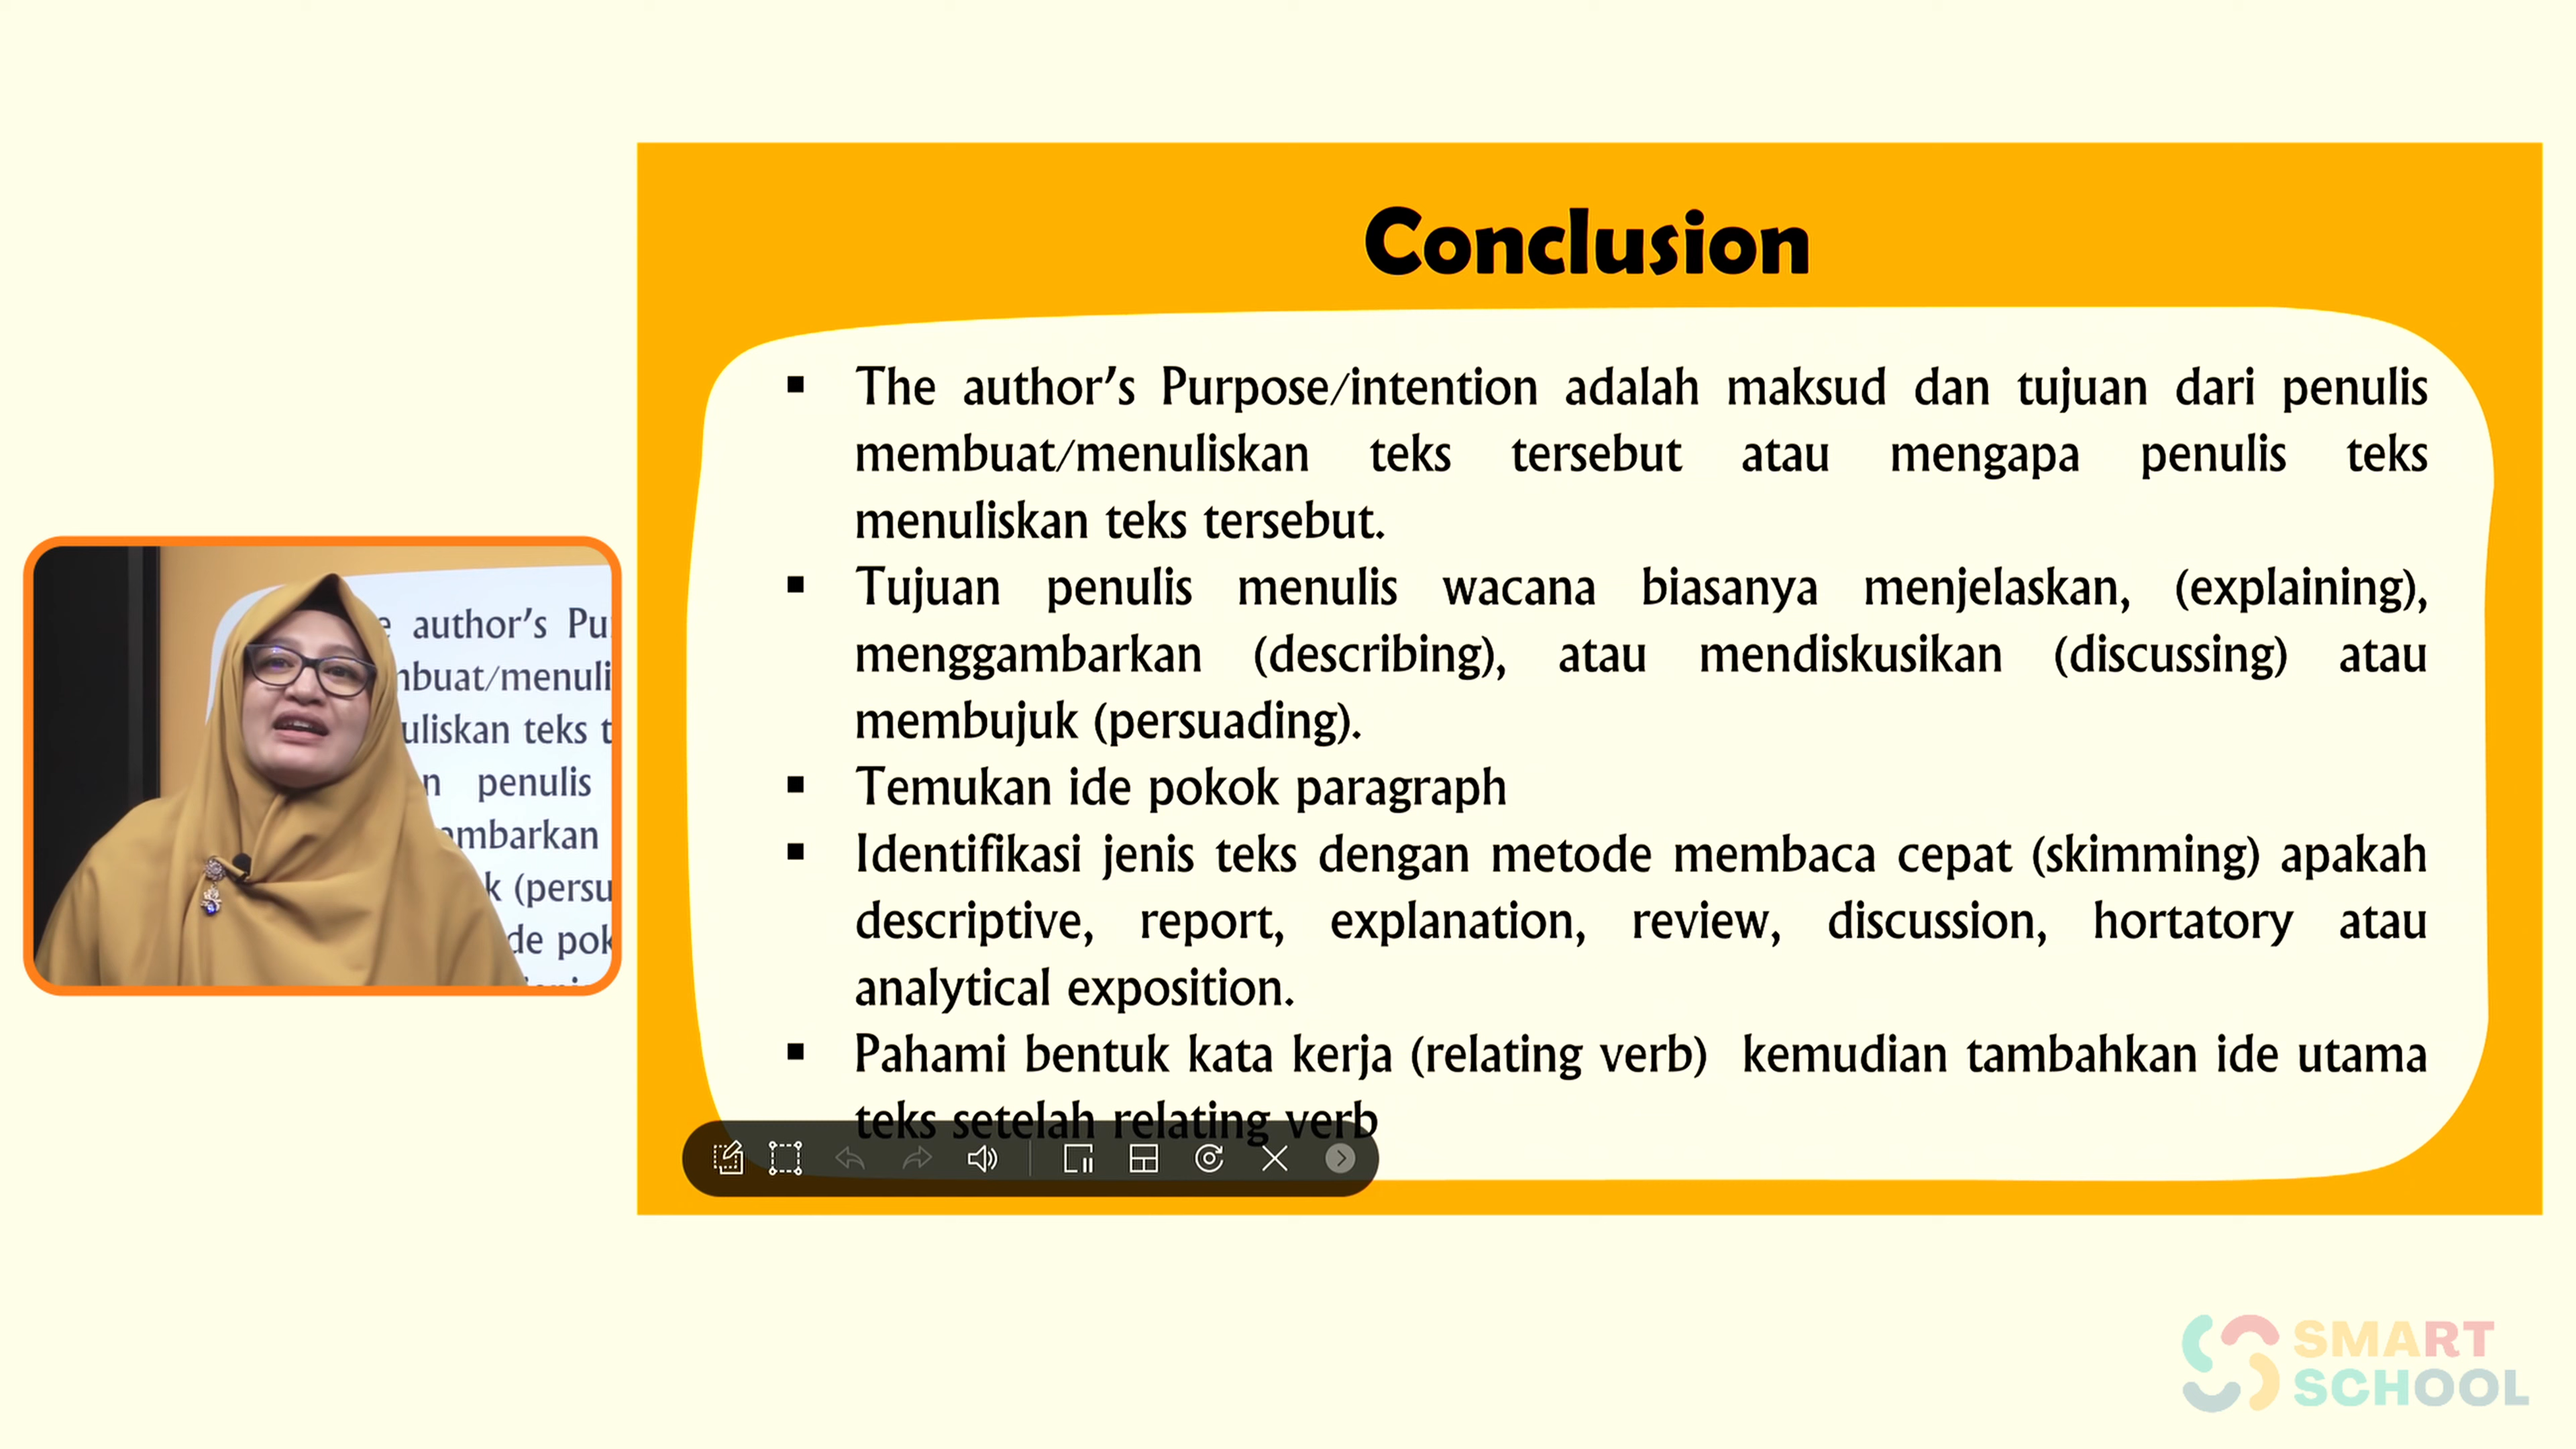 Conclusion
▪ The author's Purpose/intention adalah maksud dan tujuan dari penulis
membuat/menuliskan teks tersebut atau mengapa penulis teks
menuliskan teks tersebut.
▪ Tujuan penulis menulis wacana biasanya menjelaskan, (explaining),
menggambarkan (describing), atau mendiskusikan (discussing) atau
membujuk (persuading).
▪ Temukan ide pokok paragraph
▪ Identifikasi jenis teks dengan metode membaca cepat (skimming) apakah
descriptive, report, explanation, review, discussion, hortatory atau
analytical exposition.
▪ Pahami bentuk kata kerja (relating verb) kemudian tambahkan ide utama
teks setelah relating verb
author's Pu
nbuat/menuli
uliskan teks t
n penulis
ambarkan
k (persu
de pok
SMART
SCHOOL